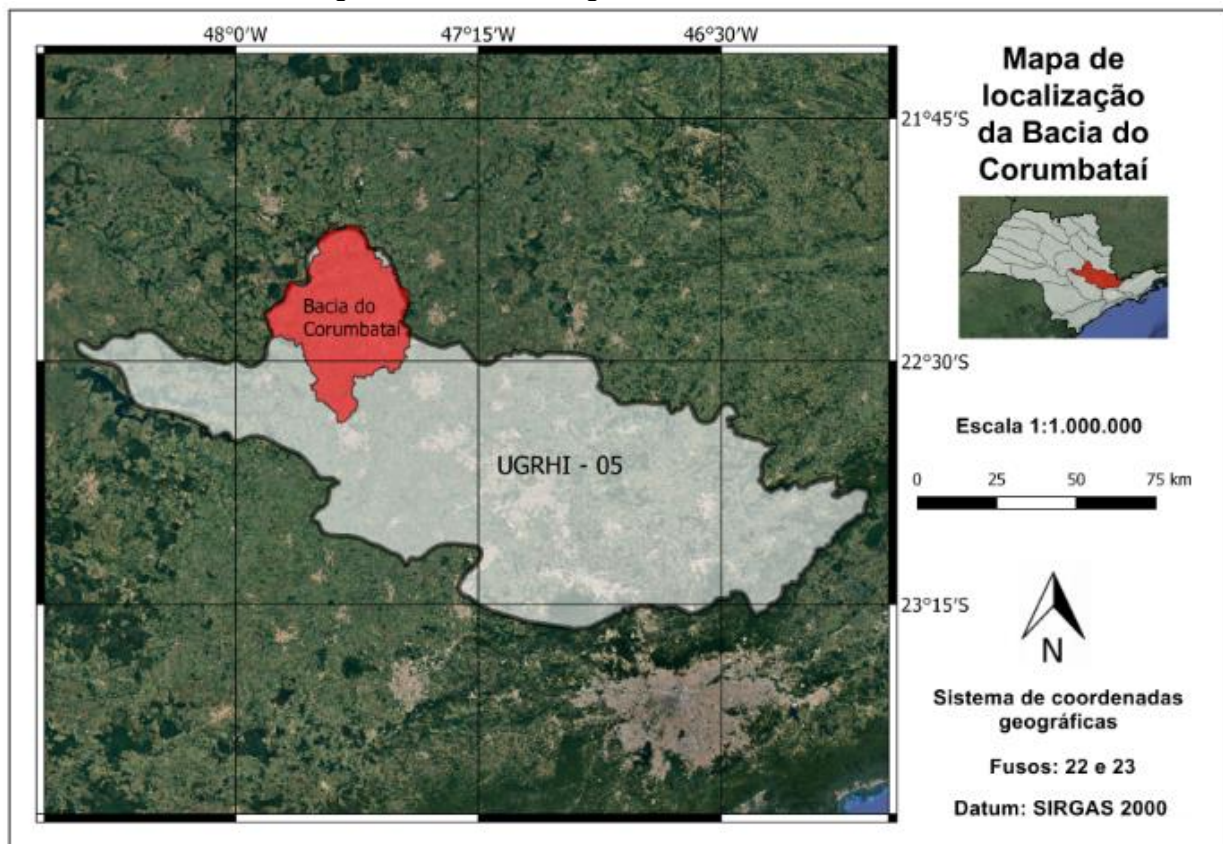 48°0′W
47°15′W
46°30′W
21°45′S
22°30′S
23°15′S
Bacia do
Corumbataí
UGRHI - 05
Mapa de
localização
da Bacia do
Corumbataí
Escala 1:1.000.000
0 25 50 75 km
N
Sistema de coordenadas
geográficas
Fusos: 22 e 23
Datum: SIRGAS 2000